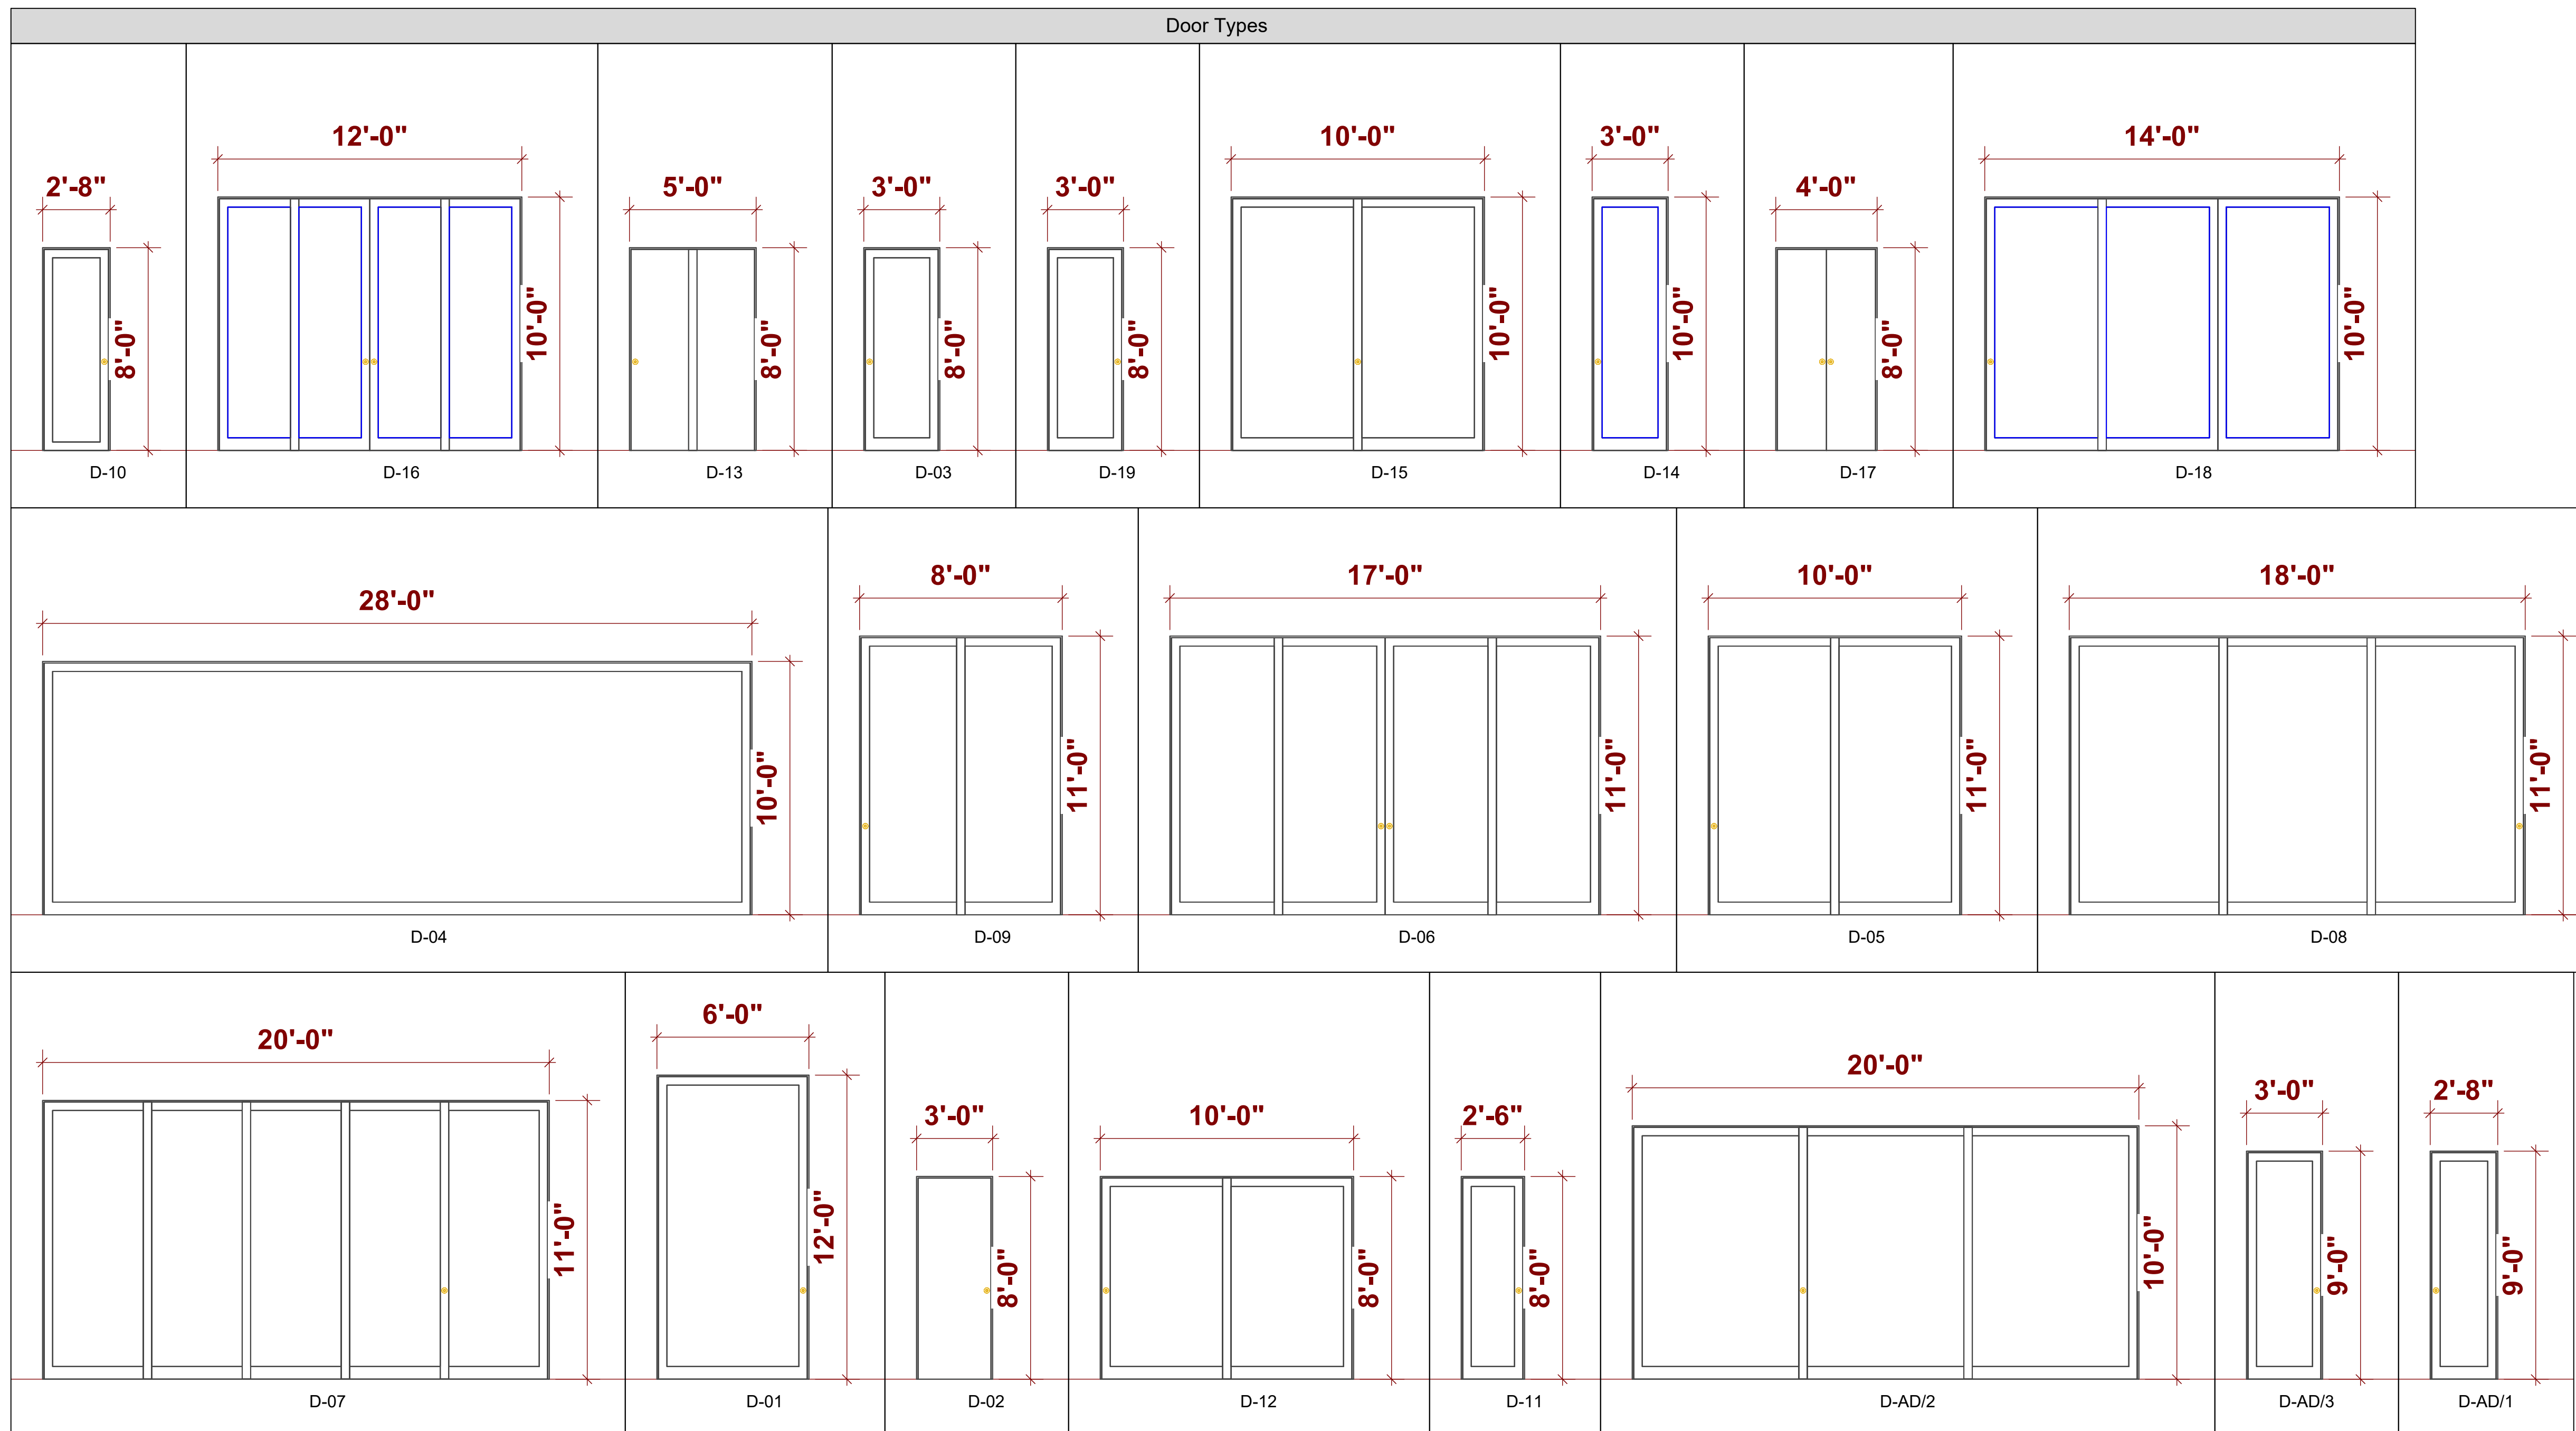 Door Types
2'-8"
8'-0"
D-10
12'-0"
10'-0"
D-16
5'-0"
8'-0"
D-13
3'-0"
8'-0"
D-03
3'-0"
8'-0"
D-19
10'-0"
10'-0"
D-15
3'-0"
10'-0"
D-14
4'-0"
8'-0"
D-17
14'-0"
10'-0"
D-18
28'-0"
10'-0"
D-04
8'-0"
11'-0"
D-09
17'-0"
11'-0"
D-06
10'-0"
11'-0"
D-05
18'-0"
11'-0"
D-08
20'-0"
11'-0"
D-07
6'-0"
12'-0"
D-01
3'-0"
8'-0"
D-02
10'-0"
8'-0"
D-12
2'-6"
8'-0"
D-11
20'-0"
10'-0"
D-AD/2
3'-0"
9'-0"
D-AD/3
2'-8"
9'-0"
D-AD/1